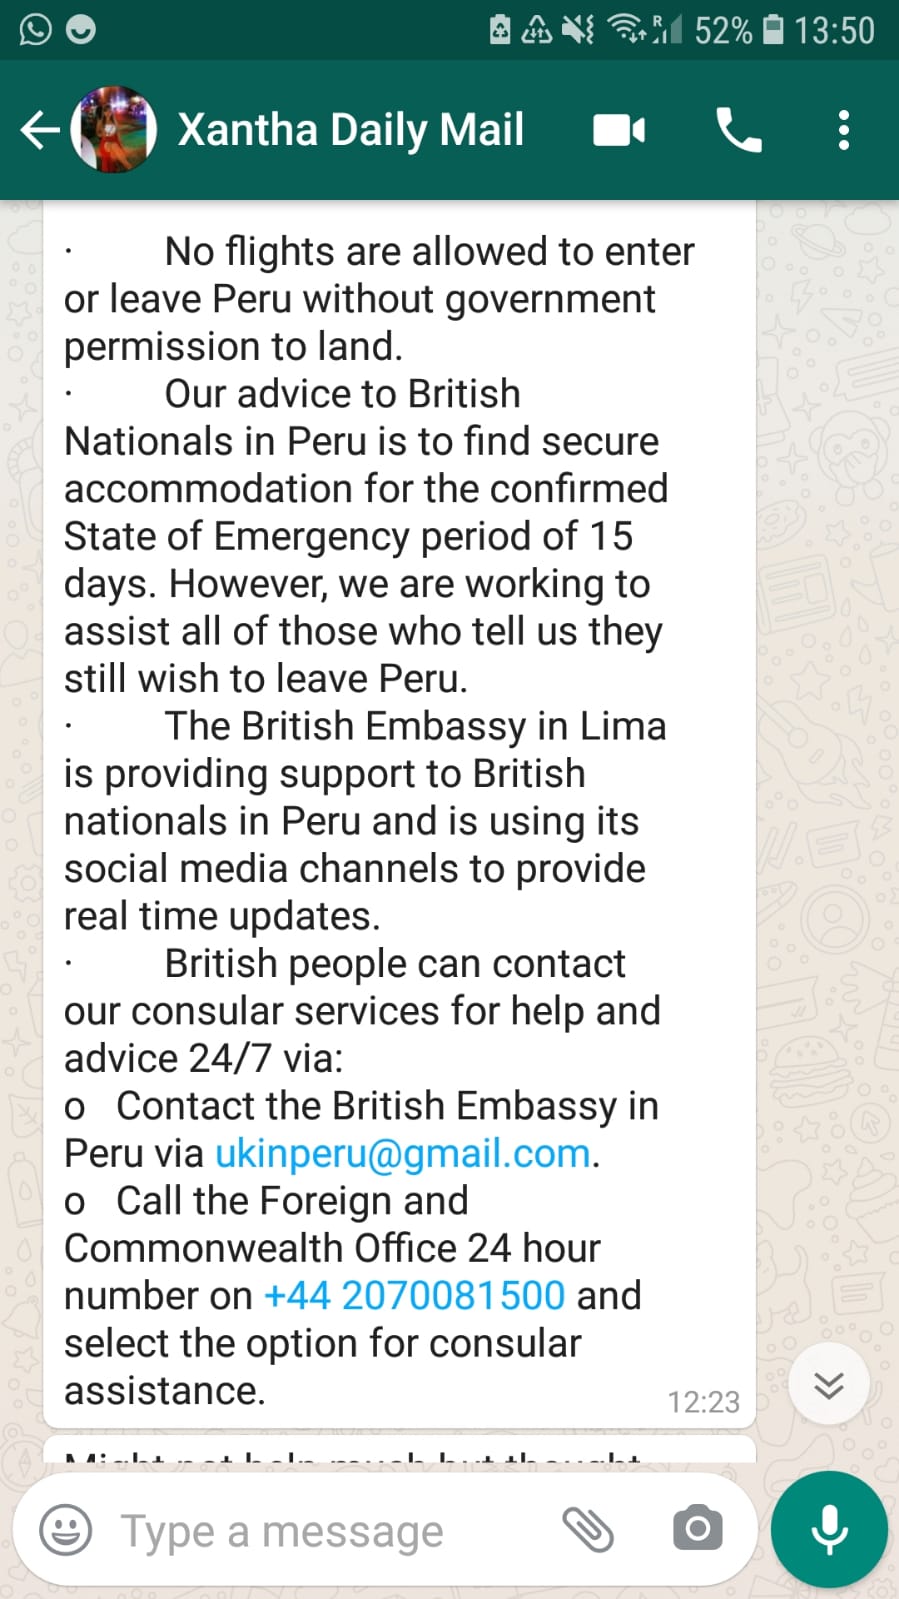 52% 13:50
Xantha Daily Mail
· No flights are allowed to enter
or leave Peru without government
permission to land.
· Our advice to British
Nationals in Peru is to find secure
accommodation for the confirmed
State of Emergency period of 15
days. However, we are working to
assist all of those who tell us they
still wish to leave Peru.
· The British Embassy in Lima
is providing support to British
nationals in Peru and is using its
social media channels to provide
real time updates.
· British people can contact
our consular services for help and
advice 24/7 via:
o Contact the British Embassy in
Peru via ukinperu@gmail.com.
o Call the Foreign and
Commonwealth Office 24 hour
number on +44 2070081500 and
select the option for consular
assistance.
12:23
Might not help much but thought
Type a message